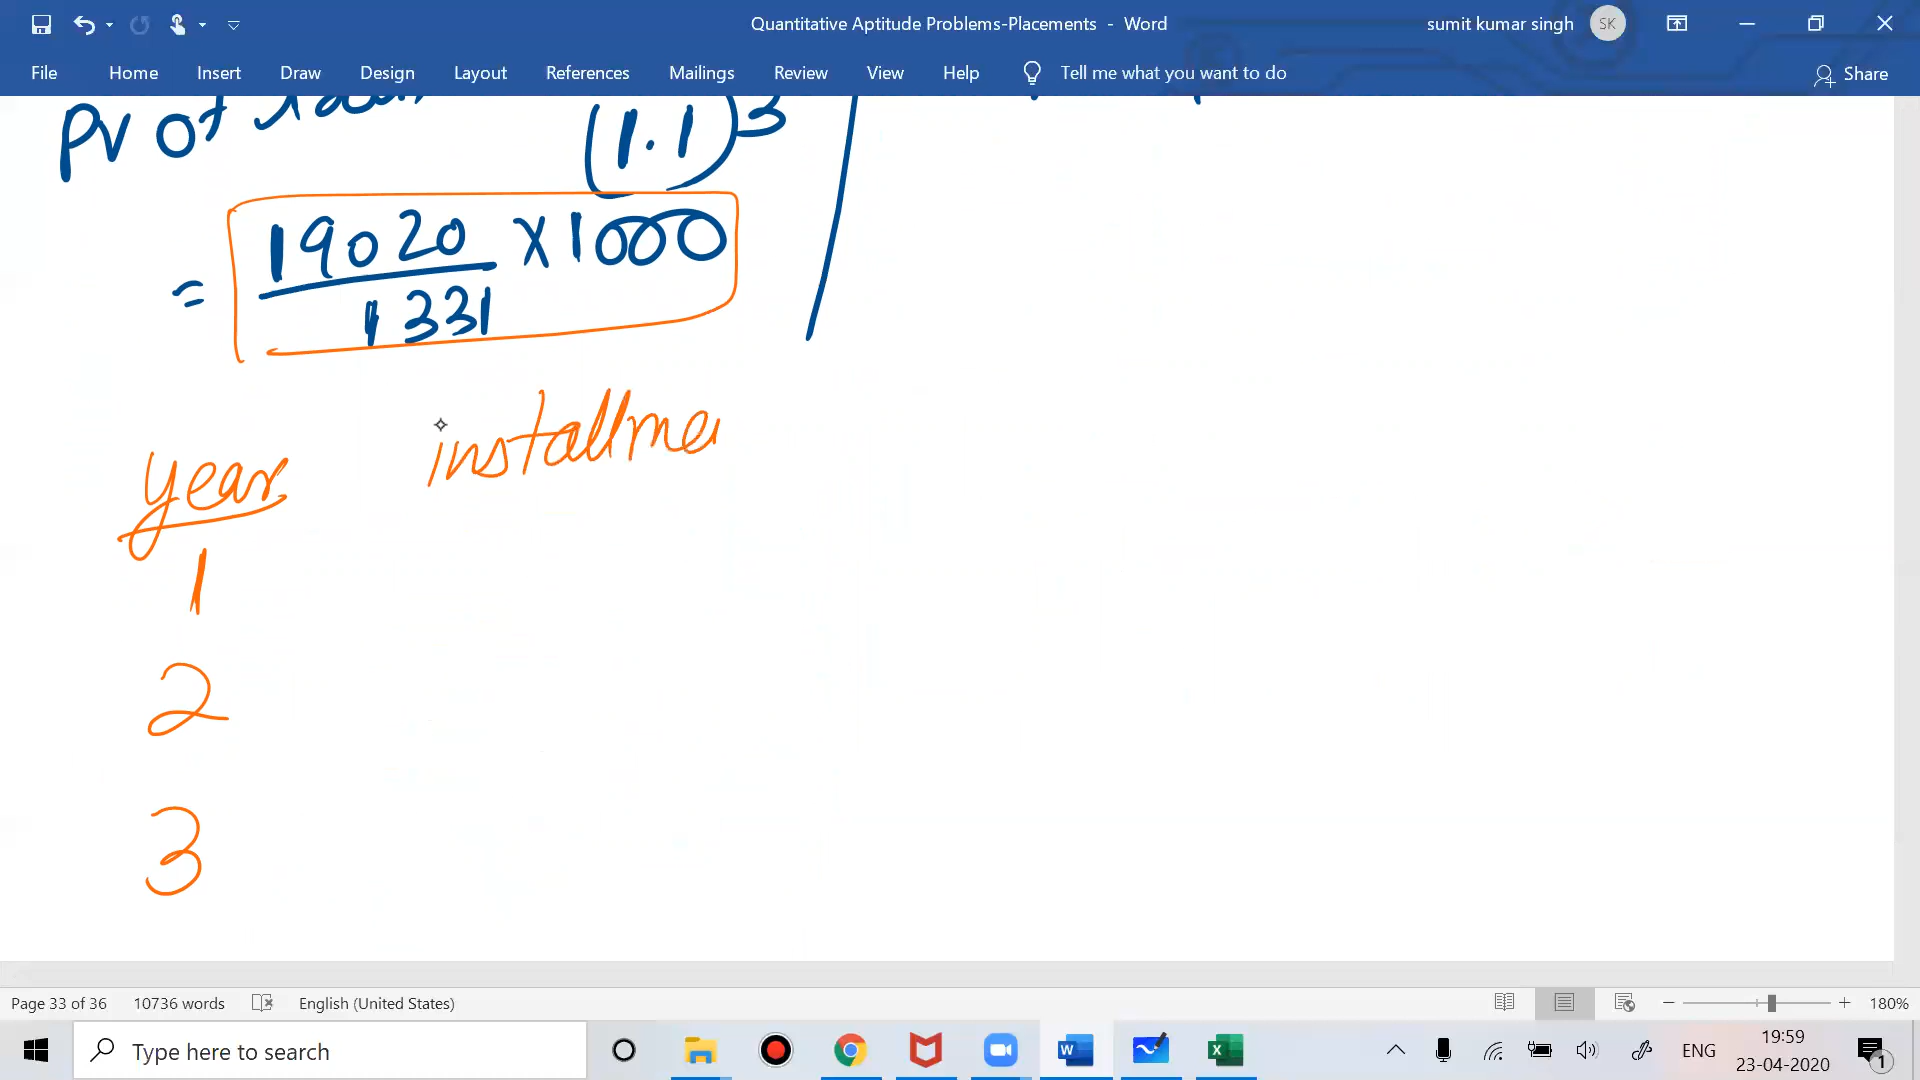 Quantitative Aptitude Problems-Placements - Word
sumit kumar singh
SK
File Home Insert Draw Design Layout References Mailings Review View Help Tell me what you want to do
Share
PV of
(1.1)3
= 19020 x 1000
1331
installme
year
1
2
3
Page 33 of 36 10736 words English (United States)
180%
Type here to search
ENG
19:59
23-04-2020
1